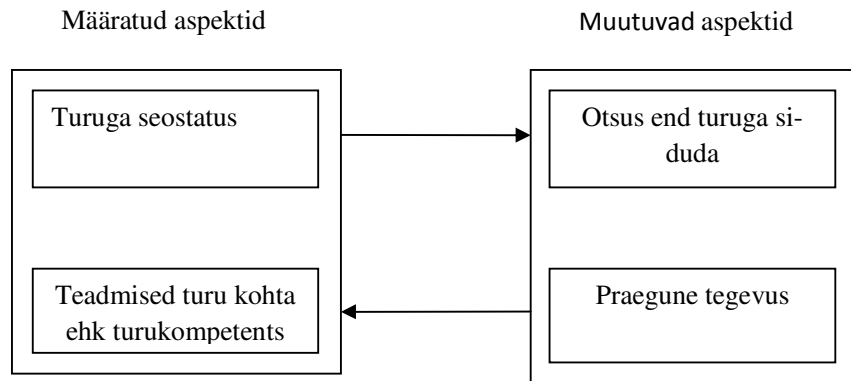 Määratud aspektid
Muutuvad aspektid
Turuga seostatus
Otsus end turuga si-
duda
Teadmised turu kohta
ehk turukompetents
Praegune tegevus